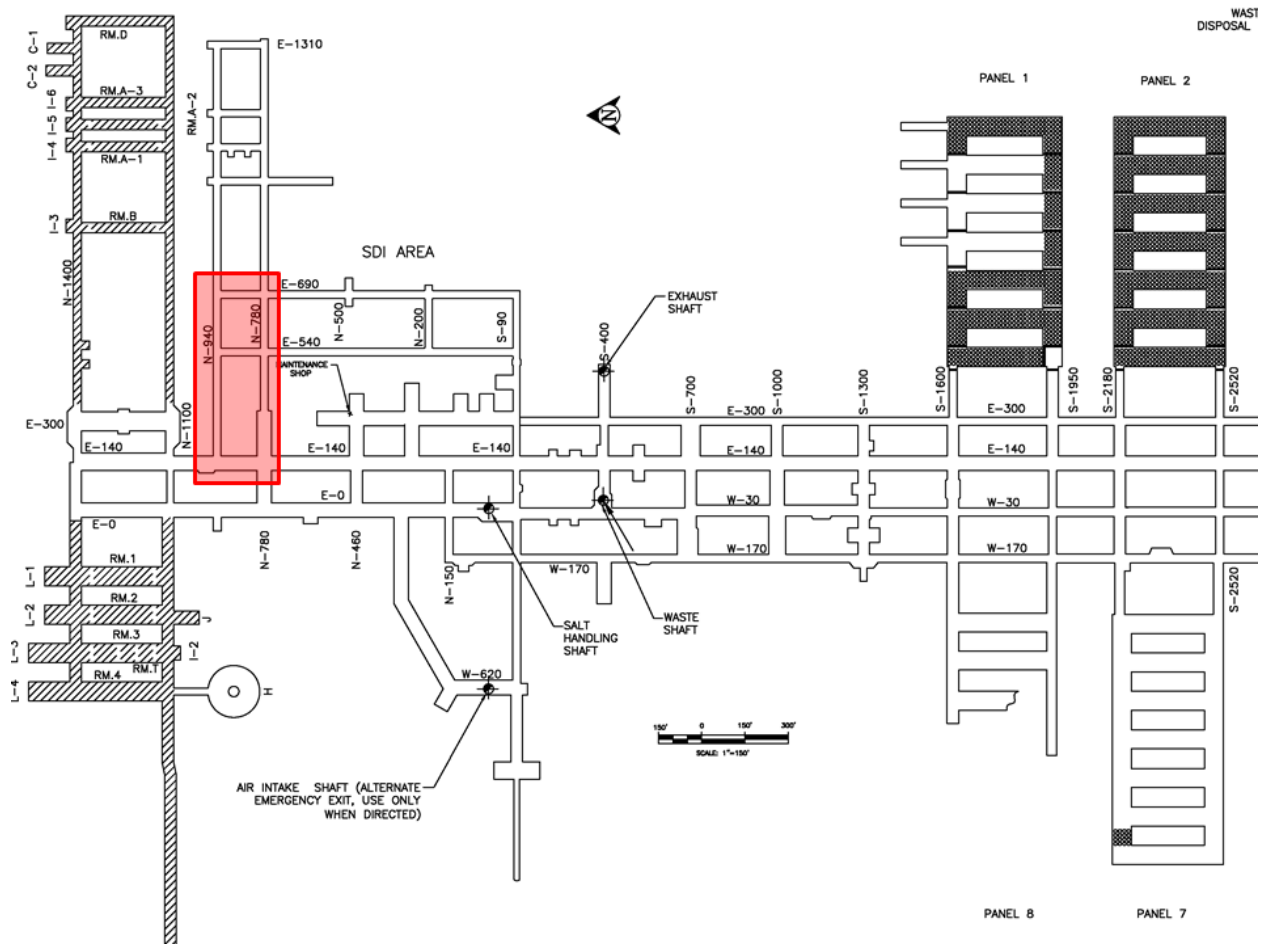 WAST
DISPOSAL
PANEL 1
PANEL 2
C-1
C-2
RM.D
E-1310
I-6
I-5
I-4
RM.A-3
RM.A-1
RM.A-2
N
I-3
RM.B
N-1400
SDI AREA
E-690
N-940
N-780
N-500
N-200
S-90
E-540
EXHAUST
SHAFT
S-400
MAINTENANCE
SHOP
S-700
S-1000
S-1300
S-1600
S-1950
S-2180
S-2520
E-300
N-1100
E-300
E-300
E-140
E-140
E-140
E-140
E-140
E-0
W-30
W-30
E-0
N-780
N-460
N-150
W-170
W-170
W-170
S-2520
RM.1
L-1
RM.2
L-2
J
RM.3
L-3
I-2
RM.T
RM.4
L-4
H
SALT
HANDLING
SHAFT
WASTE
SHAFT
W-620
150'
0
150'
300'
SCALE: 1"=150'
AIR INTAKE SHAFT (ALTERNATE
EMERGENCY EXIT, USE ONLY
WHEN DIRECTED)
PANEL 8
PANEL 7